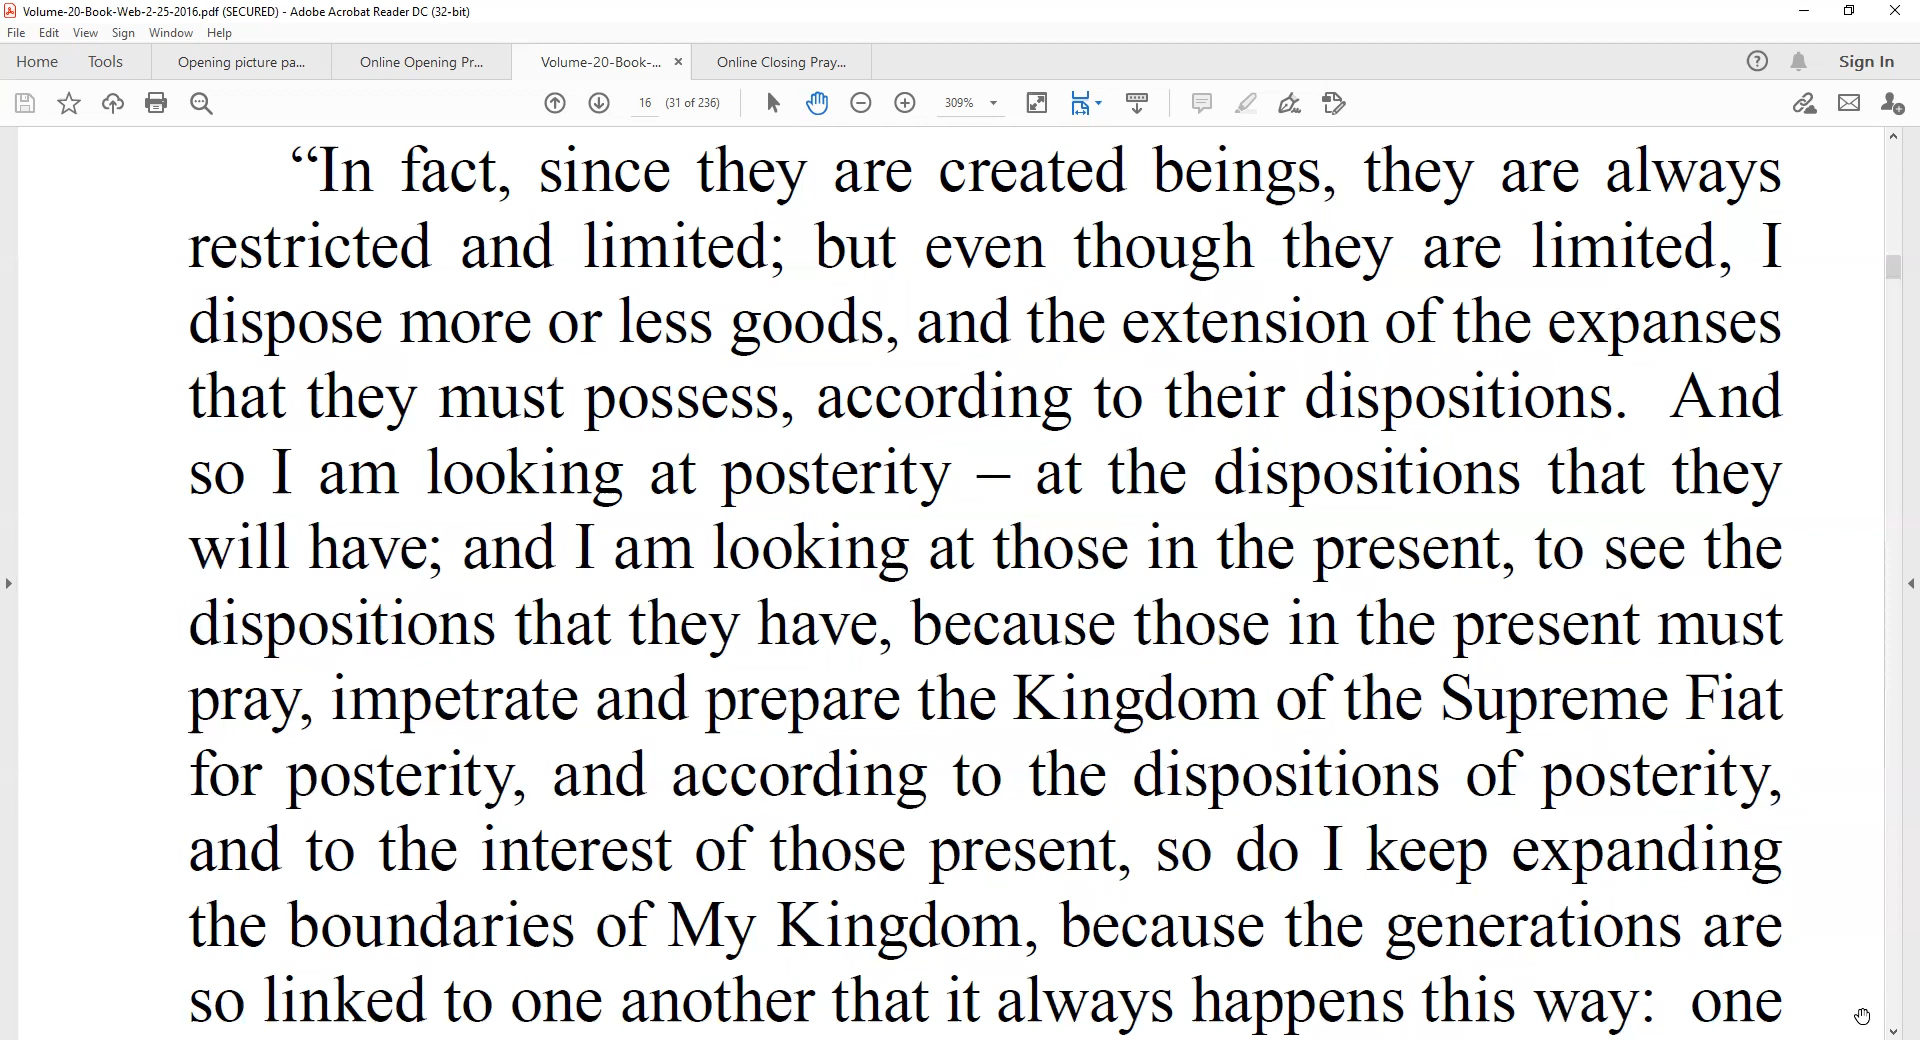 Volume-20-Book-Web-2-25-2016.pdf (SECURED) - Adobe Acrobat Reader DC (32-bit)
File Edit View Sign Window Help
Home Tools Opening picture pa... Online Opening Pr... Volume-20-Book-... × Online Closing Pray... Sign In
16 (31 of 236) 309%
“In fact, since they are created beings, they are always
restricted and limited; but even though they are limited, I
dispose more or less goods, and the extension of the expanses
that they must possess, according to their dispositions. And
so I am looking at posterity – at the dispositions that they
will have; and I am looking at those in the present, to see the
dispositions that they have, because those in the present must
pray, impetrate and prepare the Kingdom of the Supreme Fiat
for posterity, and according to the dispositions of posterity,
and to the interest of those present, so do I keep expanding
the boundaries of My Kingdom, because the generations are
so linked to one another that it always happens this way: one